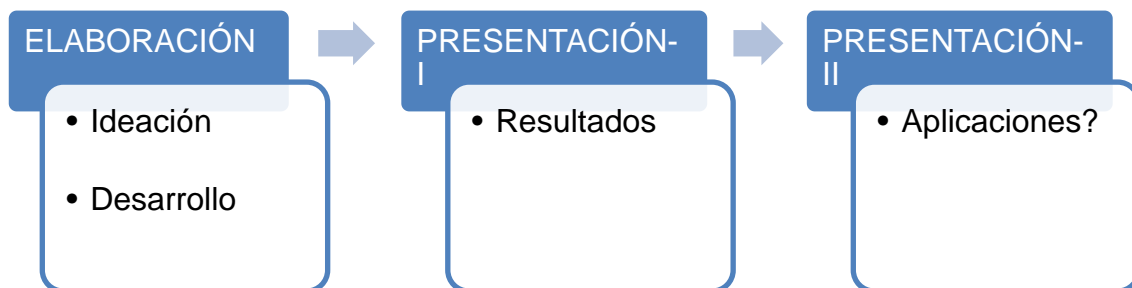 ELABORACIÓN
• Ideación
• Desarrollo
PRESENTACIÓN-
I
• Resultados
PRESENTACIÓN-
II
• Aplicaciones?